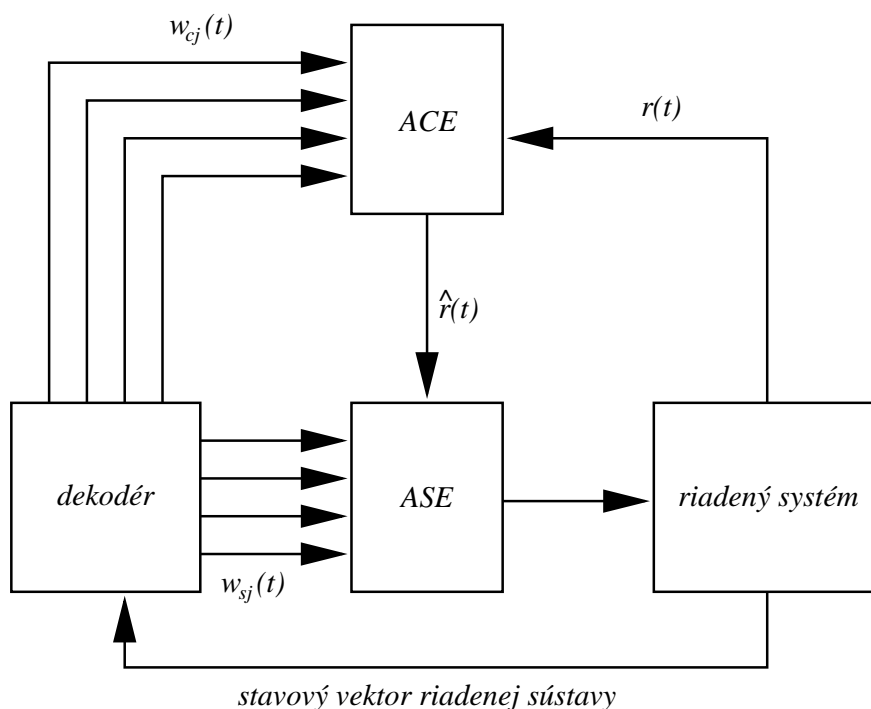 w_cj(t)
ACE
r(t)
r̂(t)
dekodér
ASE
riadený systém
w_sj(t)
stavový vektor riadenej sústavy